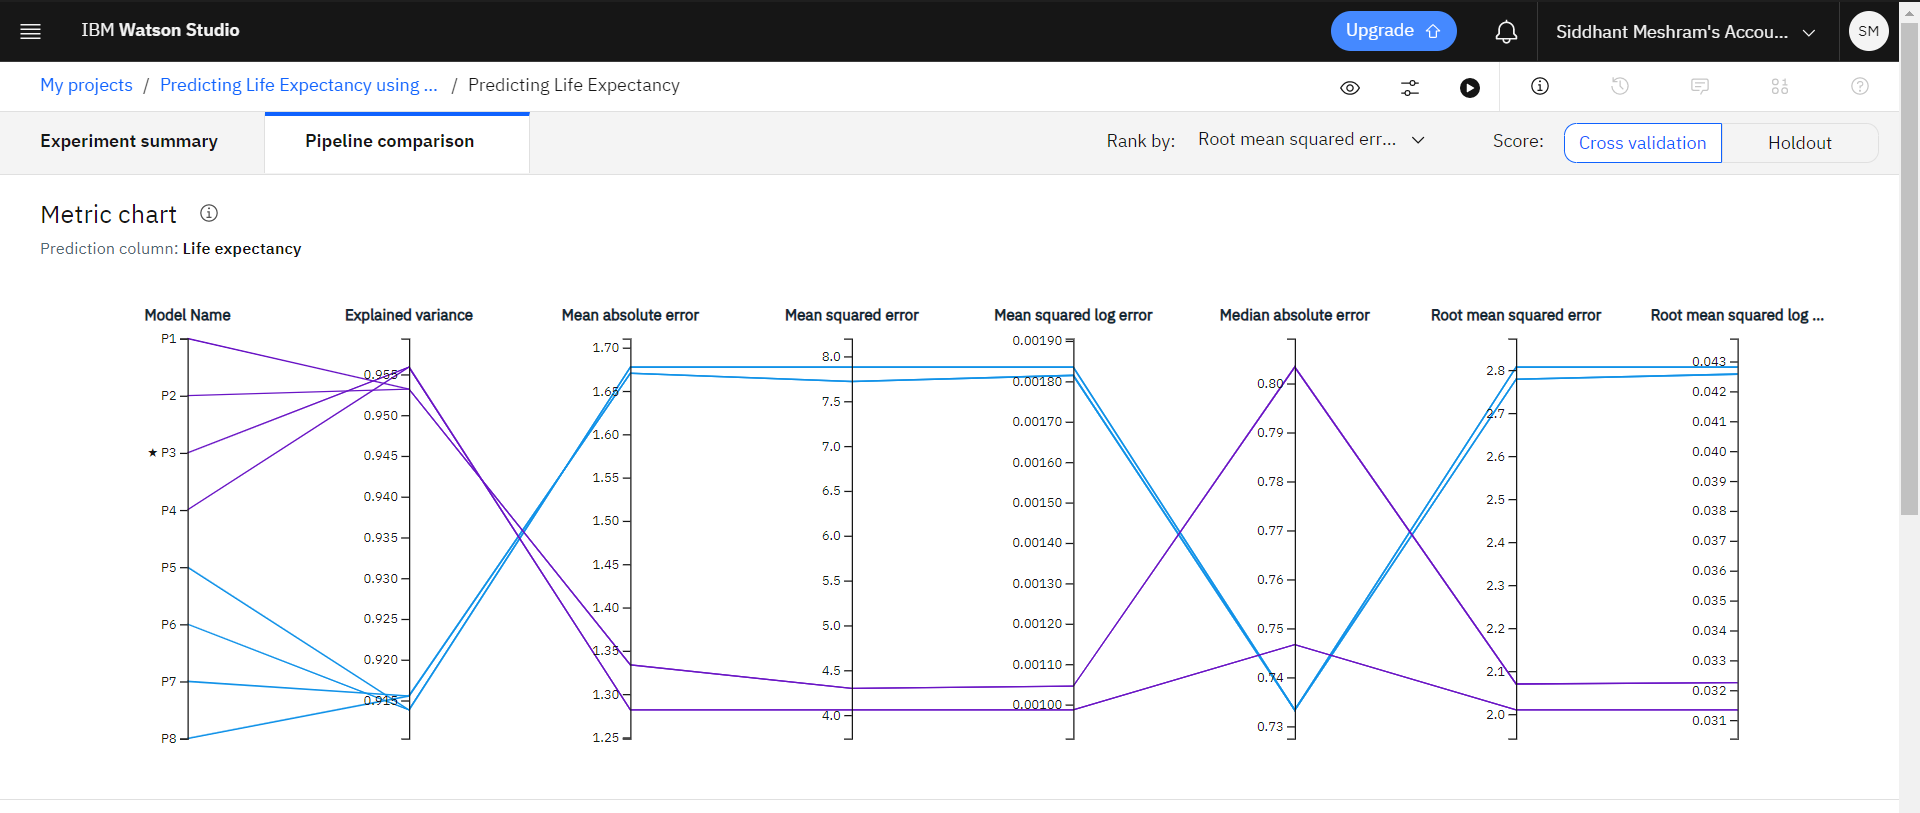 IBM Watson Studio
Upgrade
Siddhant Meshram's Accou...
SM
My projects / Predicting Life Expectancy using ... / Predicting Life Expectancy
Experiment summary
Pipeline comparison
Rank by: Root mean squared err...
Score: Cross validation Holdout
Metric chart
Prediction column: Life expectancy
Model Name
P1
P2
★ P3
P4
P5
P6
P7
P8
Explained variance
0.955
0.950
0.945
0.940
0.935
0.930
0.925
0.920
0.915
Mean absolute error
1.70
1.65
1.60
1.55
1.50
1.45
1.40
1.35
1.30
1.25
Mean squared error
8.0
7.5
7.0
6.5
6.0
5.5
5.0
4.5
4.0
Mean squared log error
0.00190
0.00180
0.00170
0.00160
0.00150
0.00140
0.00130
0.00120
0.00110
0.00100
Median absolute error
0.80
0.79
0.78
0.77
0.76
0.75
0.74
0.73
Root mean squared error
2.8
2.7
2.6
2.5
2.4
2.3
2.2
2.1
2.0
Root mean squared log ...
0.043
0.042
0.041
0.040
0.039
0.038
0.037
0.036
0.035
0.034
0.033
0.032
0.031